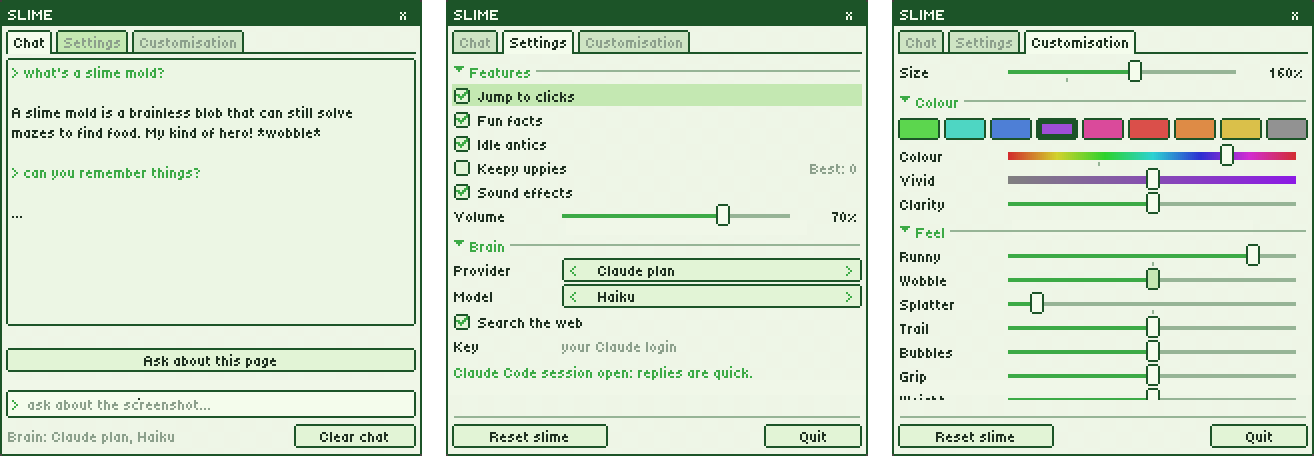 SLIME x
Chat Settings Customisation
> what's a slime mold?
A slime mold is a brainless blob that can still solve
mazes to find food. My kind of hero! *wobble*
> can you remember things?
...
Ask about this page
> ask about the screenshot...
Brain: Claude plan, Haiku Clear chat
SLIME x
Chat Settings Customisation
Features
Jump to clicks
Fun facts
Idle antics
Keepy uppies Best: 0
Sound effects
Volume 70%
Brain
Provider < Claude plan >
Model < Haiku >
Search the web
Key your Claude login
Claude Code session open: replies are quick.
Reset slime Quit
SLIME x
Chat Settings Customisation
Size 160%
Colour
Colour
Vivid
Clarity
Feel
Runny
Wobble
Splatter
Trail
Bubbles
Grip
Reset slime Quit